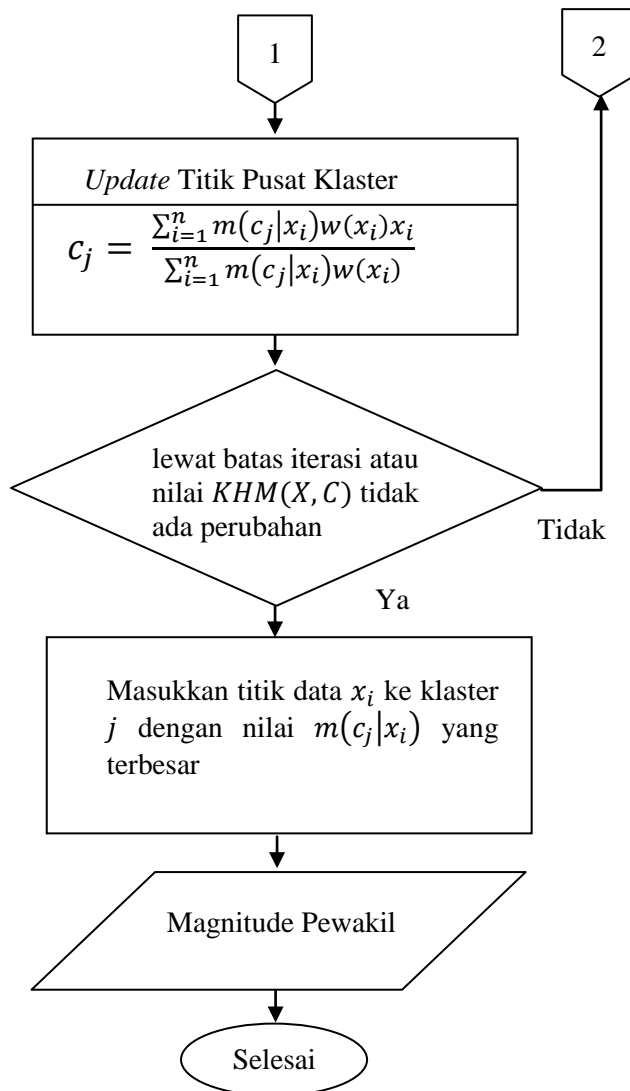 1
2
Update Titik Pusat Klaster
c_j = \frac{\sum_{i=1}^{n} m(c_j|x_i)w(x_i)x_i}{\sum_{i=1}^{n} m(c_j|x_i)w(x_i)}
lewat batas iterasi atau
nilai KHM(X, C) tidak
ada perubahan
Tidak
Ya
Masukkan titik data x_i ke klaster
j dengan nilai m(c_j|x_i) yang
terbesar
Magnitude Pewakil
Selesai